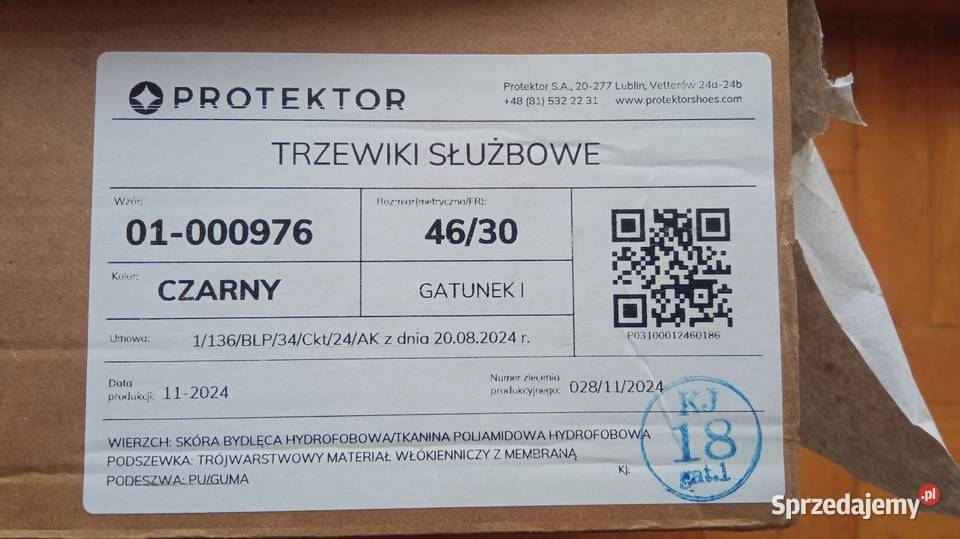 PROTEKTOR
Protektor S.A., 20-277 Lublin, Vetterów 24a-24b
+48 (81) 532 22 31 www.protektorshoes.com
TRZEWIKI SŁUŻBOWE
Wzór:
01-000976
Rozmiar(metryczna/FR):
46/30
Kolor:
CZARNY
GATUNEK I
P03100012460186
Umowa: 1/136/BLP/34/Ckt/24/AK z dnia 20.08.2024 r.
Data
produkcji: 11-2024
Numer zlecenia
produkcyjnego: 028/11/2024
WIERZCH: SKÓRA BYDLĘCA HYDROFOBOWA/TKANINA POLIAMIDOWA HYDROFOBOWA
PODSZEWKA: TRÓJWARSTWOWY MATERIAŁ WŁÓKIENNICZY Z MEMBRANĄ
PODESZWA: PU/GUMA
KJ:
KJ
18
gat.1
Sprzedajemy.pl